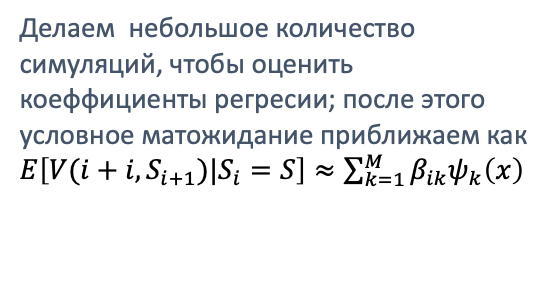 Делаем  небольшое количество
симуляций, чтобы оценить
коеффициенты регресии; после этого
условное матожидание приближаем как
𝐸[𝑉(𝑖 + 𝑖, 𝑆_{𝑖+1})|𝑆_𝑖 = 𝑆] ≈ ∑_{𝑘=1}^{𝑀} 𝛽_{𝑖𝑘}𝜓_𝑘(𝑥)